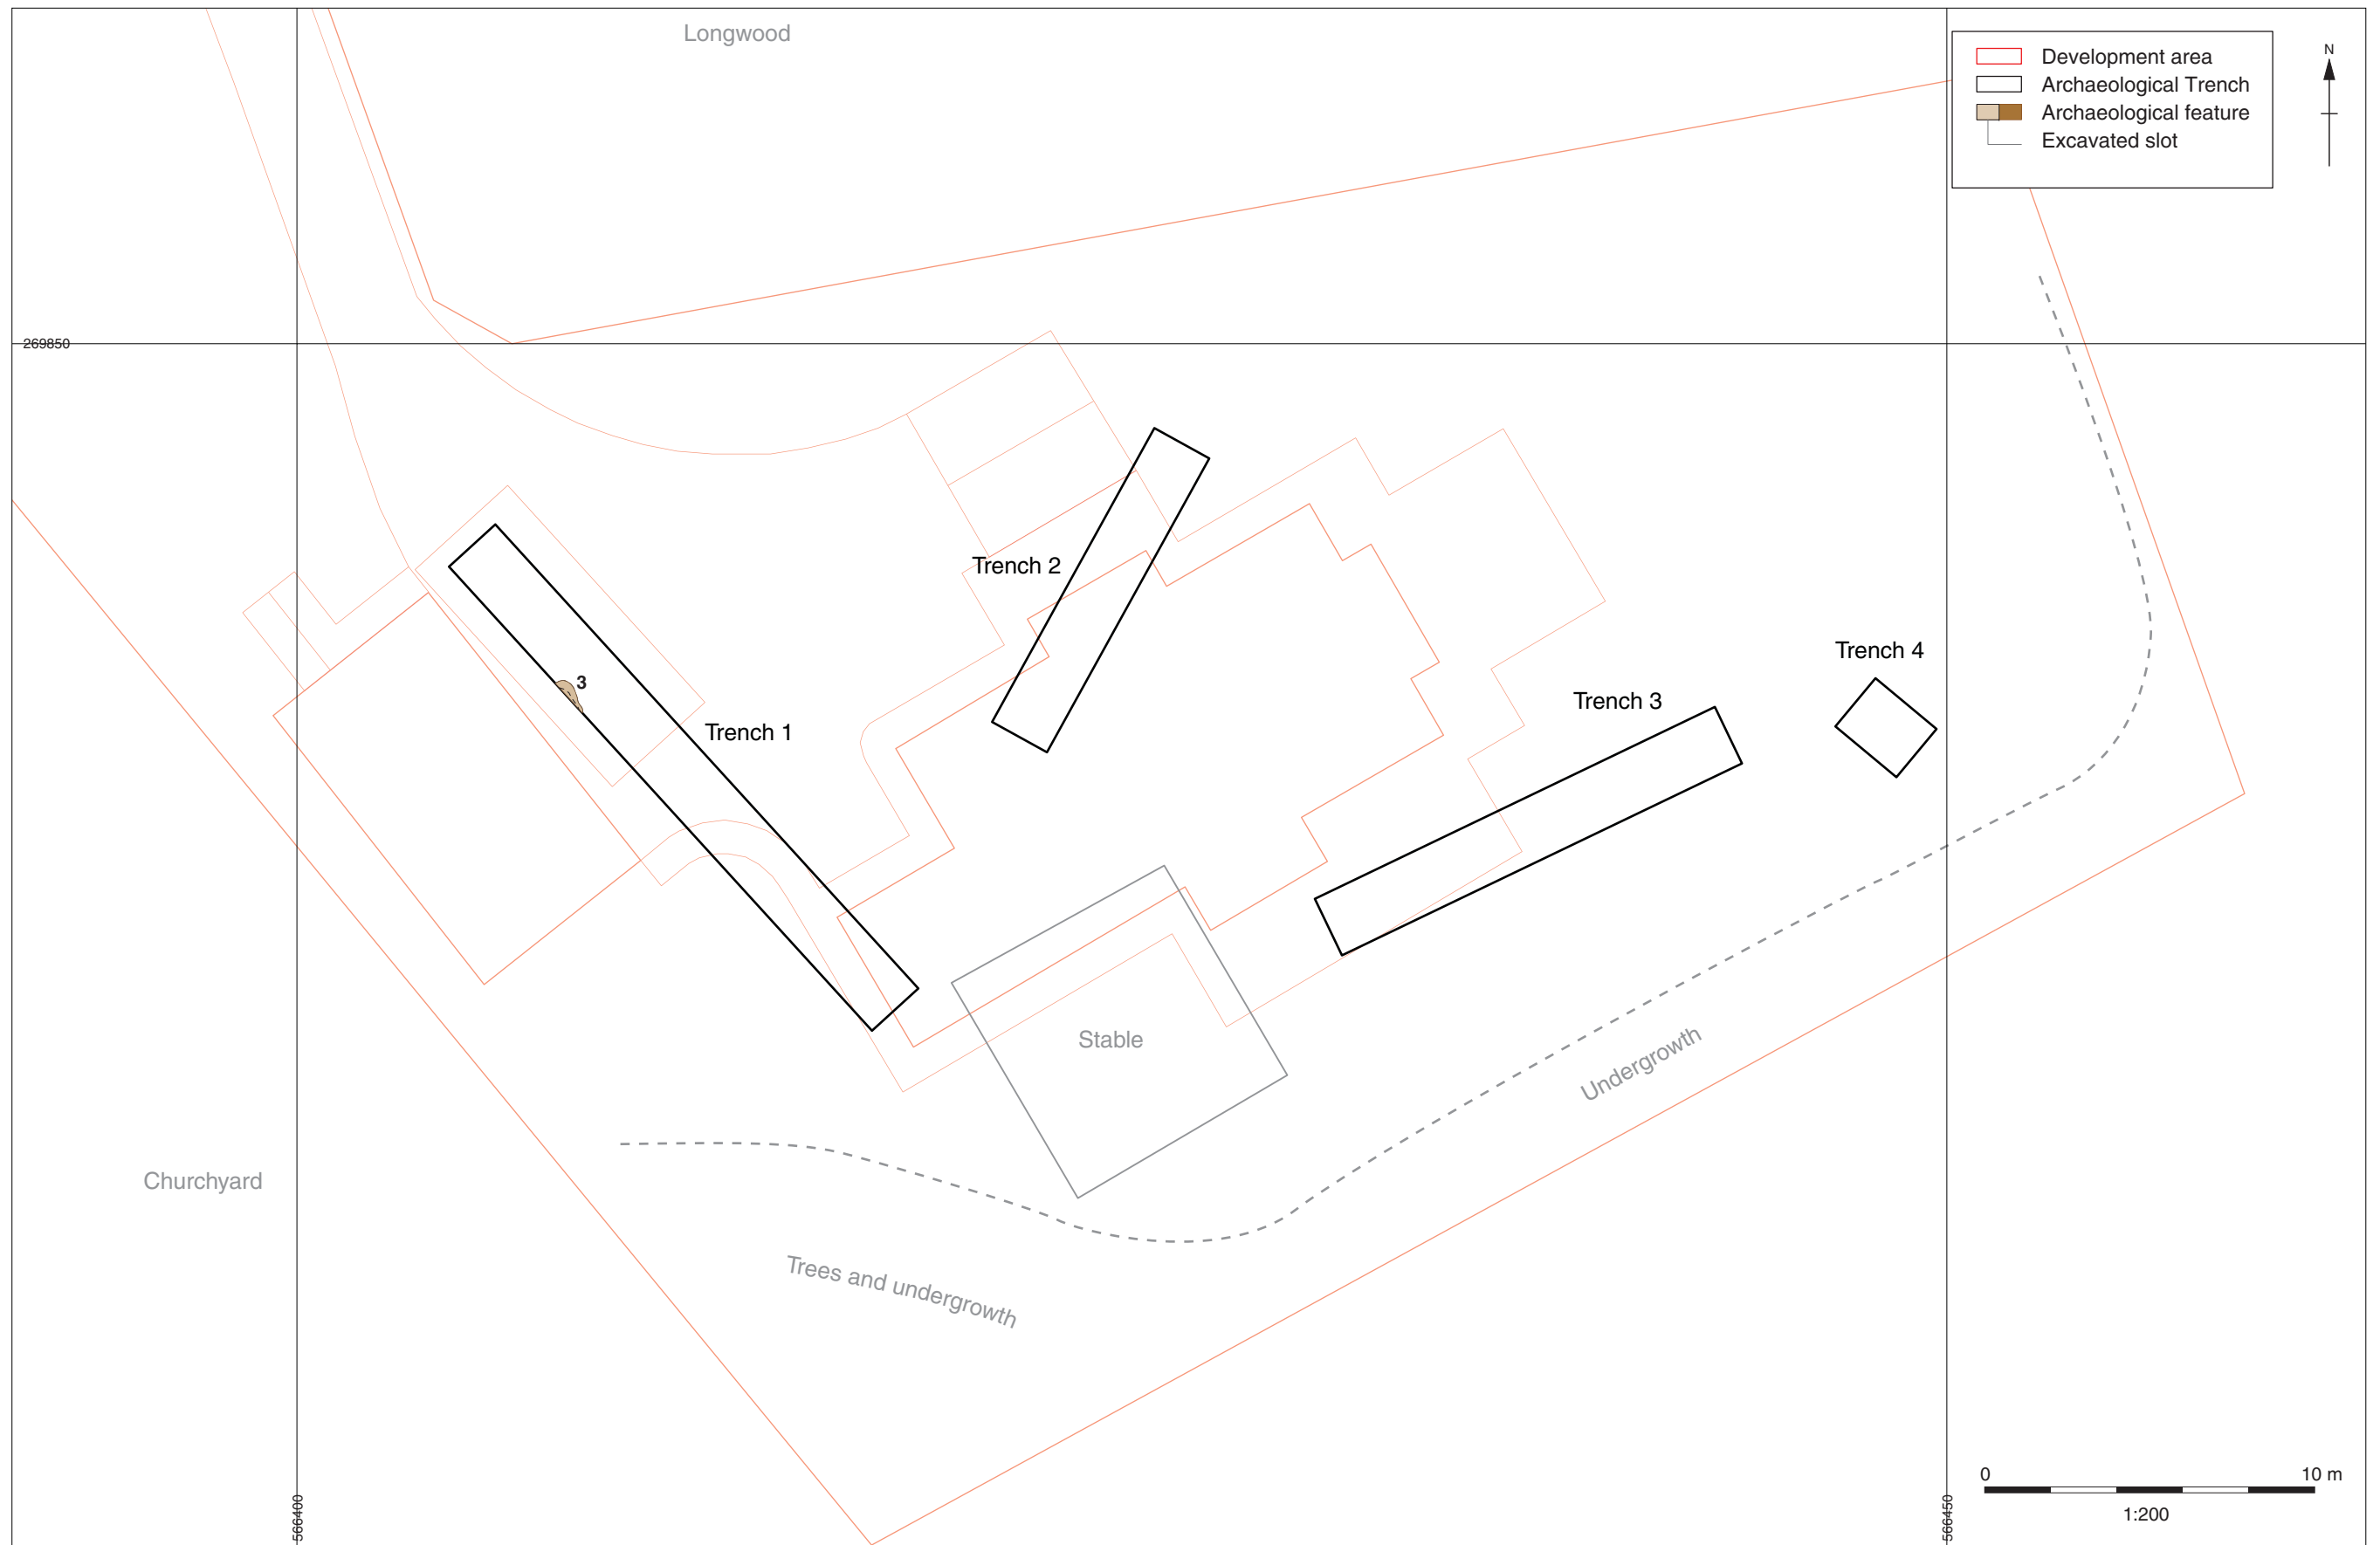 Longwood
Development area
Archaeological Trench
Archaeological feature
Excavated slot
N
269850
Trench 2
Trench 4
3
Trench 3
Trench 1
Stable
Undergrowth
Churchyard
Trees and undergrowth
0 10 m
1:200
566400
566450